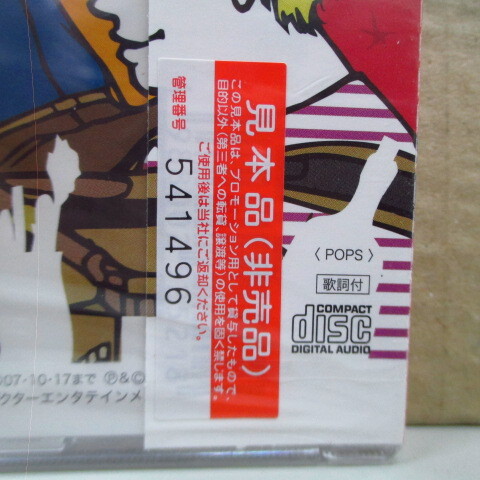 見本品(非売品)
この見本品は、プロモーション用として貸与したもので、
目的以外(第三者への転貸、譲渡等)の使用を固く禁じます。
ご使用後は当社にご返却ください。
管理番号
541496
〈 POPS 〉
歌詞付
COMPACT
disc
DIGITAL AUDIO
007・10・17まで Ⓟ&©
クターエンタテインメ